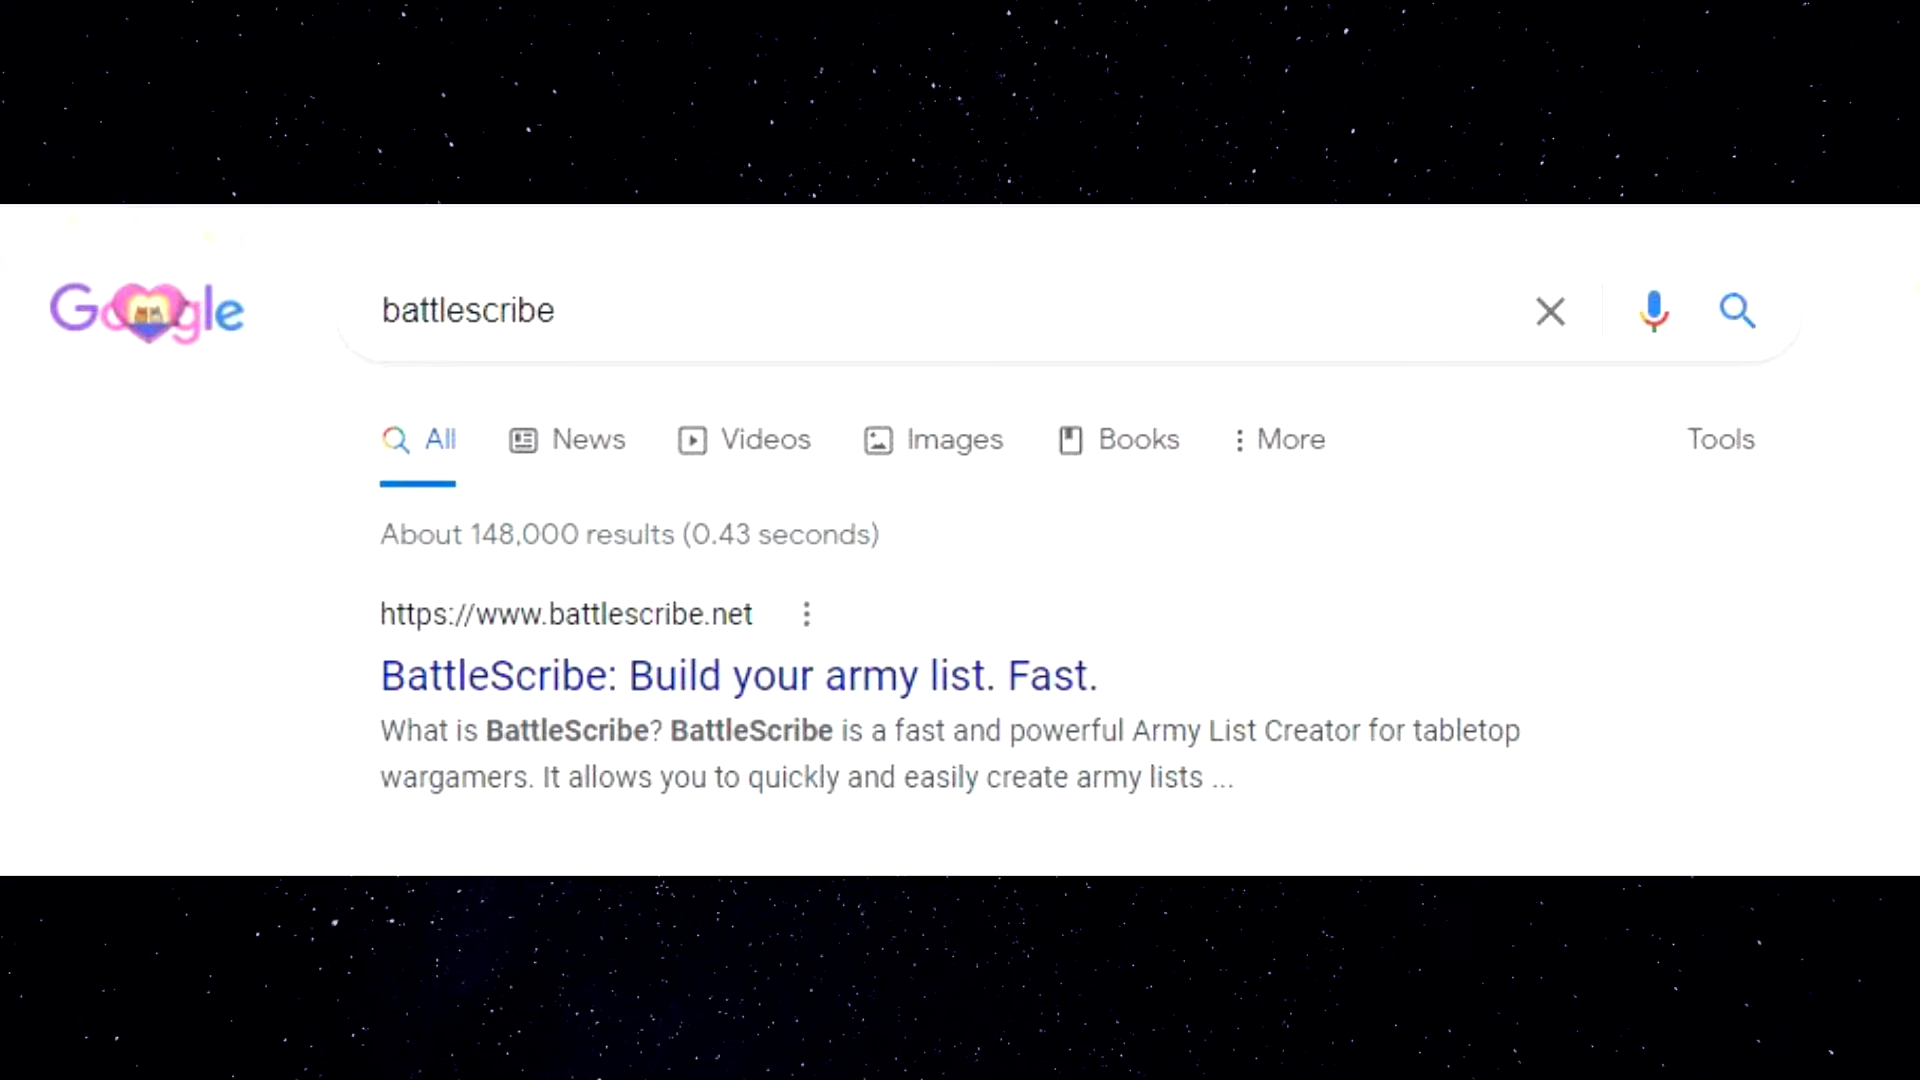 Google
battlescribe
All News Videos Images Books More Tools
About 148,000 results (0.43 seconds)
https://www.battlescribe.net
BattleScribe: Build your army list. Fast.
What is BattleScribe? BattleScribe is a fast and powerful Army List Creator for tabletop
wargamers. It allows you to quickly and easily create army lists ...